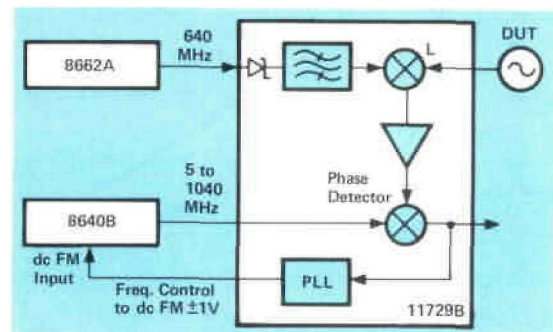 640
MHz
DUT
8662A
L
5 to
1040
MHz
Phase
Detector
8640B
dc FM
Input
PLL
Freq. Control
to dc FM ±1V
11729B